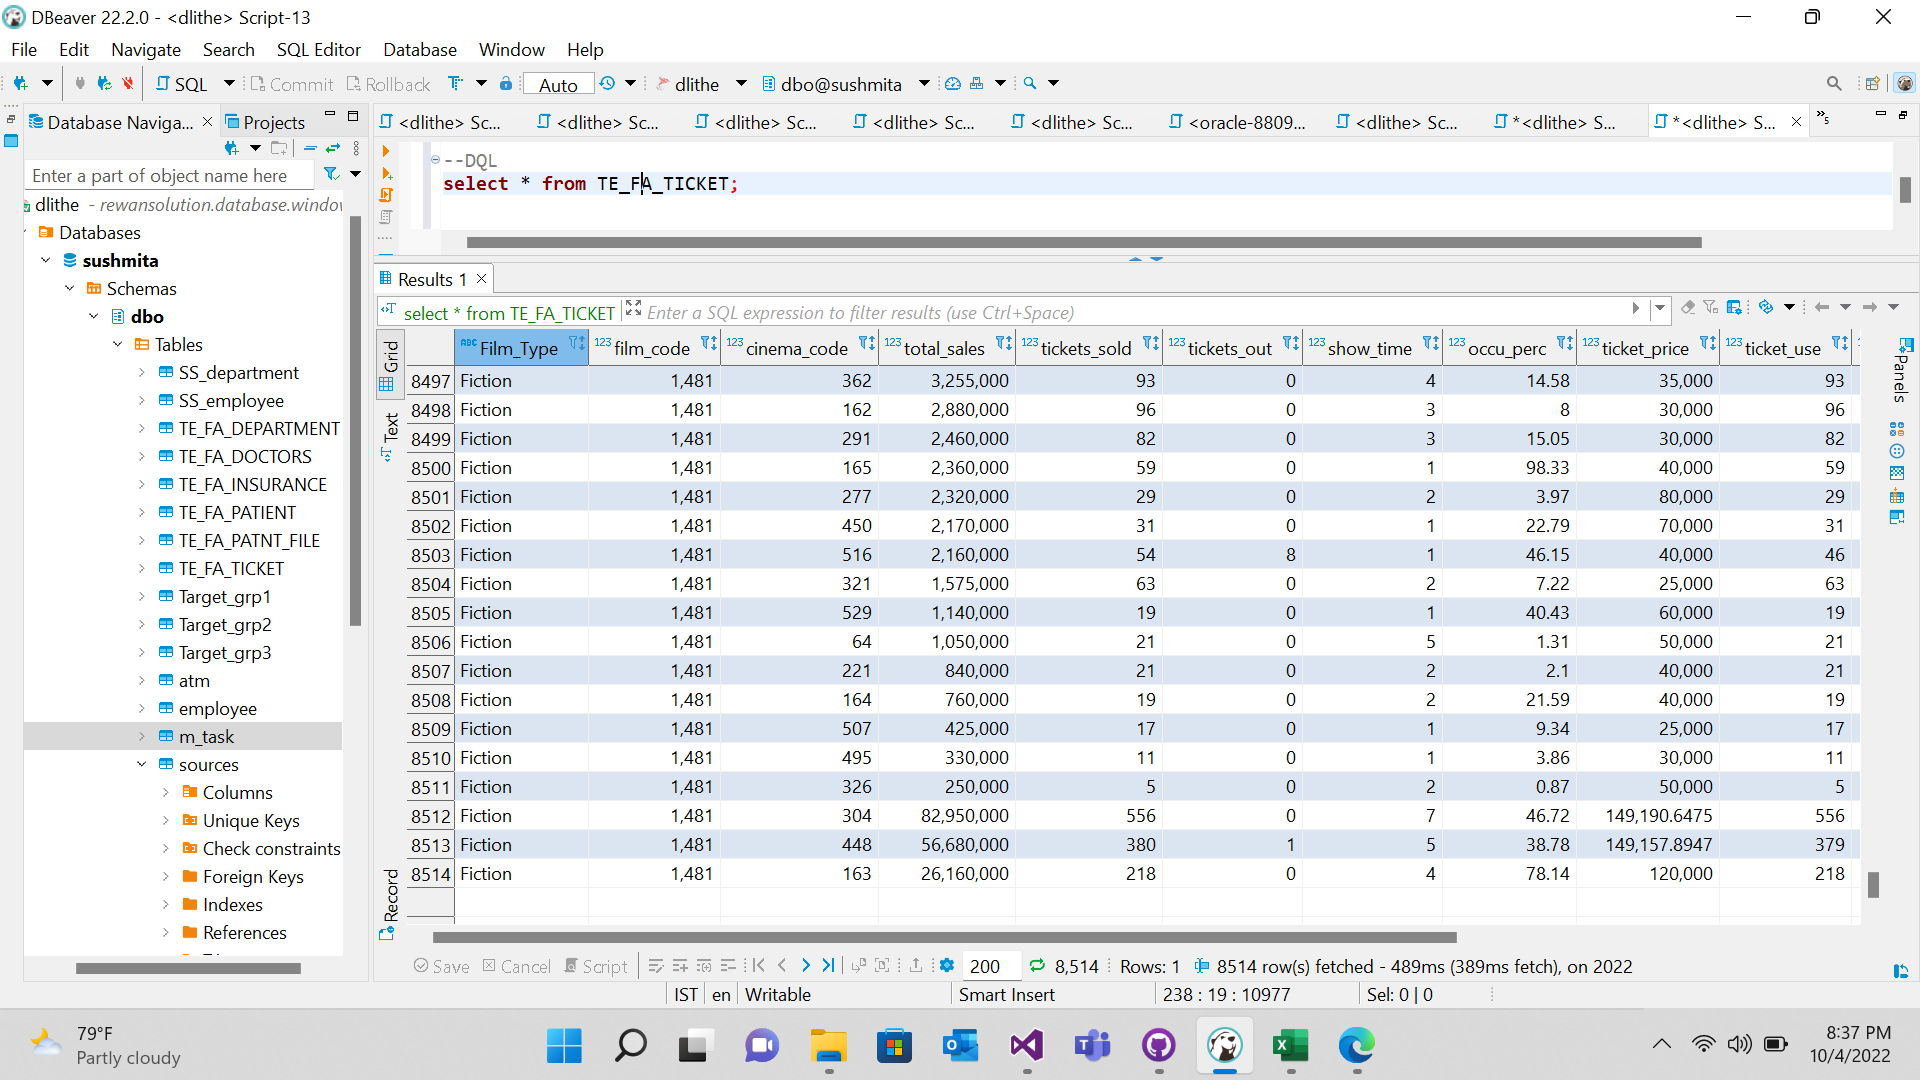 DBeaver 22.2.0 - <dlithe> Script-13
File Edit Navigate Search SQL Editor Database Window Help
SQL Commit Rollback Auto dlithe dbo@sushmita
Database Naviga... Projects
<dlithe> Sc... <dlithe> Sc... <dlithe> Sc... <dlithe> Sc... <dlithe> Sc... <oracle-8809... <dlithe> Sc... *<dlithe> S... *<dlithe> S... »5
Enter a part of object name here
dlithe - rewansolution.database.window
Databases
sushmita
Schemas
dbo
Tables
SS_department
SS_employee
TE_FA_DEPARTMENT
TE_FA_DOCTORS
TE_FA_INSURANCE
TE_FA_PATIENT
TE_FA_PATNT_FILE
TE_FA_TICKET
Target_grp1
Target_grp2
Target_grp3
atm
employee
m_task
sources
Columns
Unique Keys
Check constraints
Foreign Keys
Indexes
References
--DQL
select * from TE_FA_TICKET;
Results 1
select * from TE_FA_TICKET Enter a SQL expression to filter results (use Ctrl+Space)
Grid
Text
Record
Panels
ABC Film_Type 123 film_code 123 cinema_code 123 total_sales 123 tickets_sold 123 tickets_out 123 show_time 123 occu_perc 123 ticket_price 123 ticket_use
8497 Fiction 1,481 362 3,255,000 93 0 4 14.58 35,000 93
8498 Fiction 1,481 162 2,880,000 96 0 3 8 30,000 96
8499 Fiction 1,481 291 2,460,000 82 0 3 15.05 30,000 82
8500 Fiction 1,481 165 2,360,000 59 0 1 98.33 40,000 59
8501 Fiction 1,481 277 2,320,000 29 0 2 3.97 80,000 29
8502 Fiction 1,481 450 2,170,000 31 0 1 22.79 70,000 31
8503 Fiction 1,481 516 2,160,000 54 8 1 46.15 40,000 46
8504 Fiction 1,481 321 1,575,000 63 0 2 7.22 25,000 63
8505 Fiction 1,481 529 1,140,000 19 0 1 40.43 60,000 19
8506 Fiction 1,481 64 1,050,000 21 0 5 1.31 50,000 21
8507 Fiction 1,481 221 840,000 21 0 2 2.1 40,000 21
8508 Fiction 1,481 164 760,000 19 0 2 21.59 40,000 19
8509 Fiction 1,481 507 425,000 17 0 1 9.34 25,000 17
8510 Fiction 1,481 495 330,000 11 0 1 3.86 30,000 11
8511 Fiction 1,481 326 250,000 5 0 2 0.87 50,000 5
8512 Fiction 1,481 304 82,950,000 556 0 7 46.72 149,190.6475 556
8513 Fiction 1,481 448 56,680,000 380 1 5 38.78 149,157.8947 379
8514 Fiction 1,481 163 26,160,000 218 0 4 78.14 120,000 218
Save Cancel Script 200 8,514 Rows: 1 8514 row(s) fetched - 489ms (389ms fetch), on 2022
IST en Writable Smart Insert 238 : 19 : 10977 Sel: 0 | 0
79°F
Partly cloudy
8:37 PM
10/4/2022